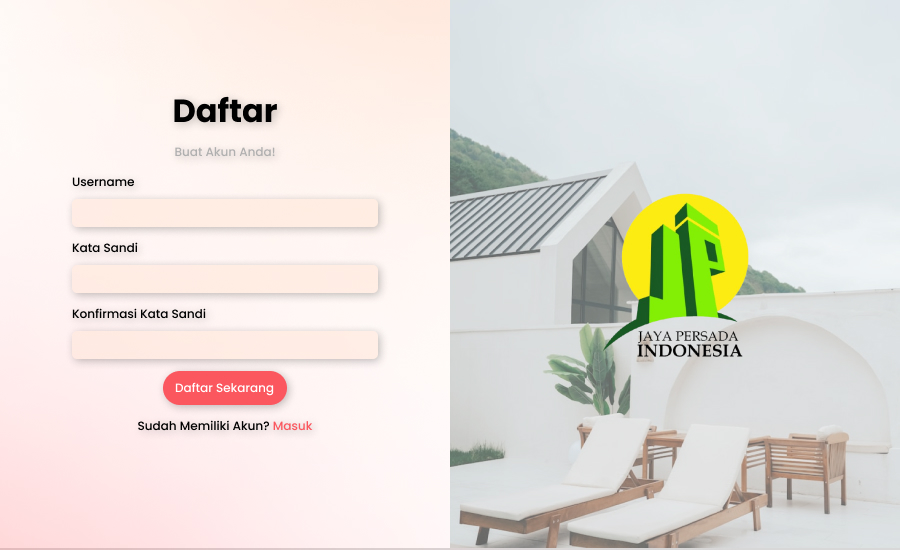 Daftar
Buat Akun Anda!
Username
Kata Sandi
Konfirmasi Kata Sandi
Daftar Sekarang
Sudah Memiliki Akun? Masuk
JP
JAYA PERSADA
INDONESIA